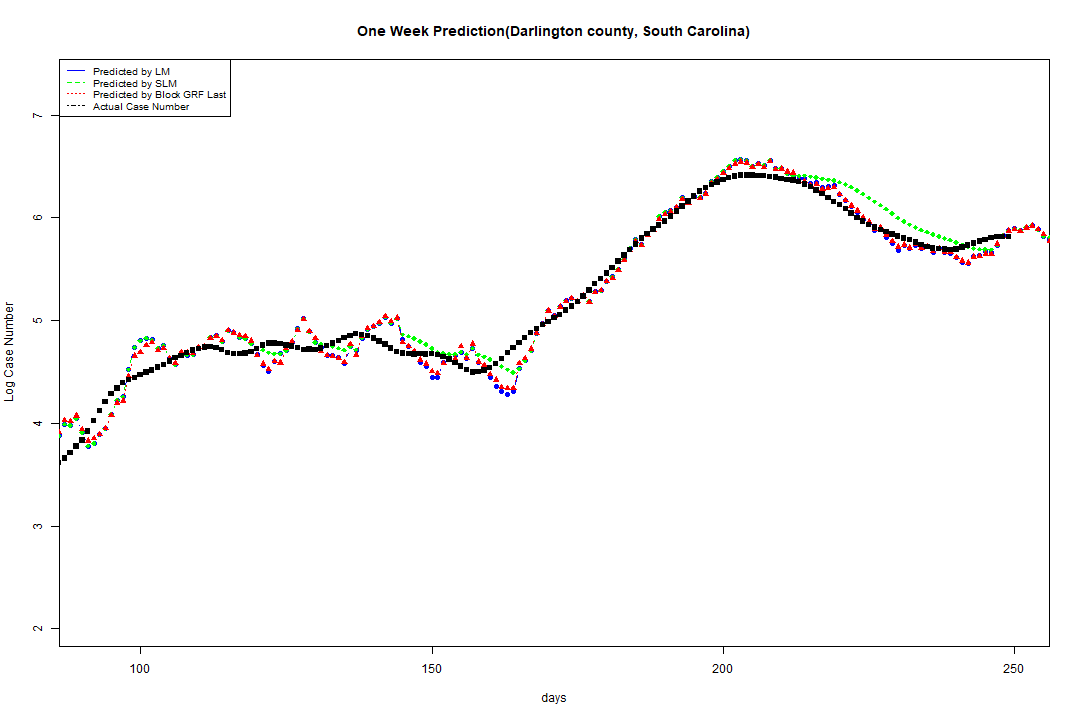 One Week Prediction(Darlington county, South Carolina)
Predicted by LM
Predicted by SLM
Predicted by Block GRF Last
Actual Case Number
7
6
5
4
3
2
Log Case Number
100 150 200 250
days